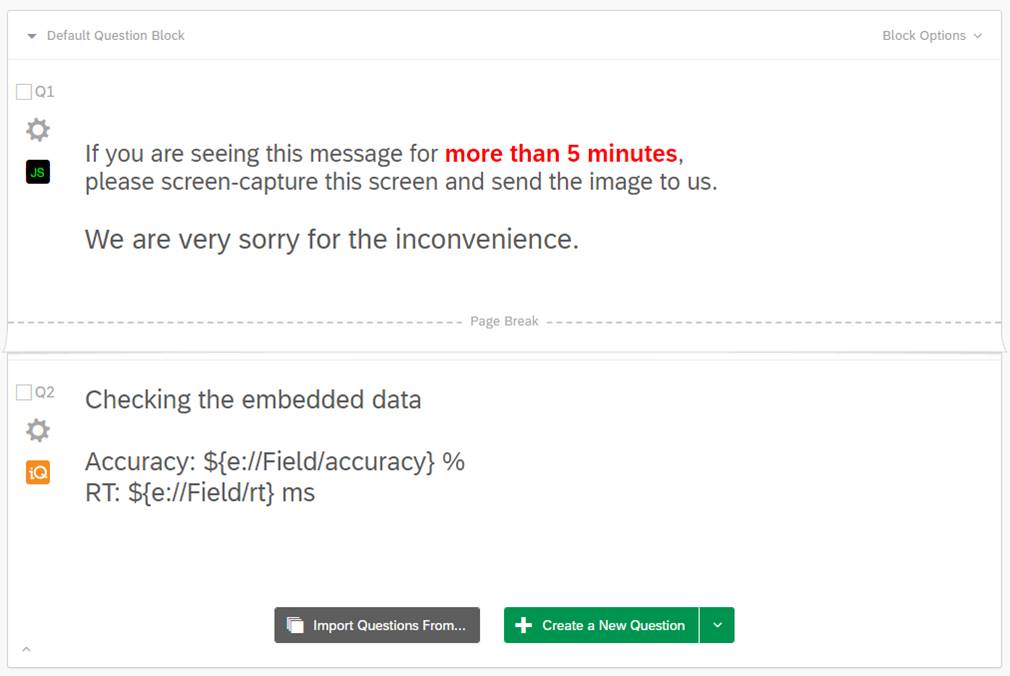 Default Question Block
Block Options
Q1
JS
If you are seeing this message for more than 5 minutes,
please screen-capture this screen and send the image to us.
We are very sorry for the inconvenience.
Page Break
Q2
iQ
Checking the embedded data
Accuracy: ${e://Field/accuracy} %
RT: ${e://Field/rt} ms
Import Questions From...
Create a New Question